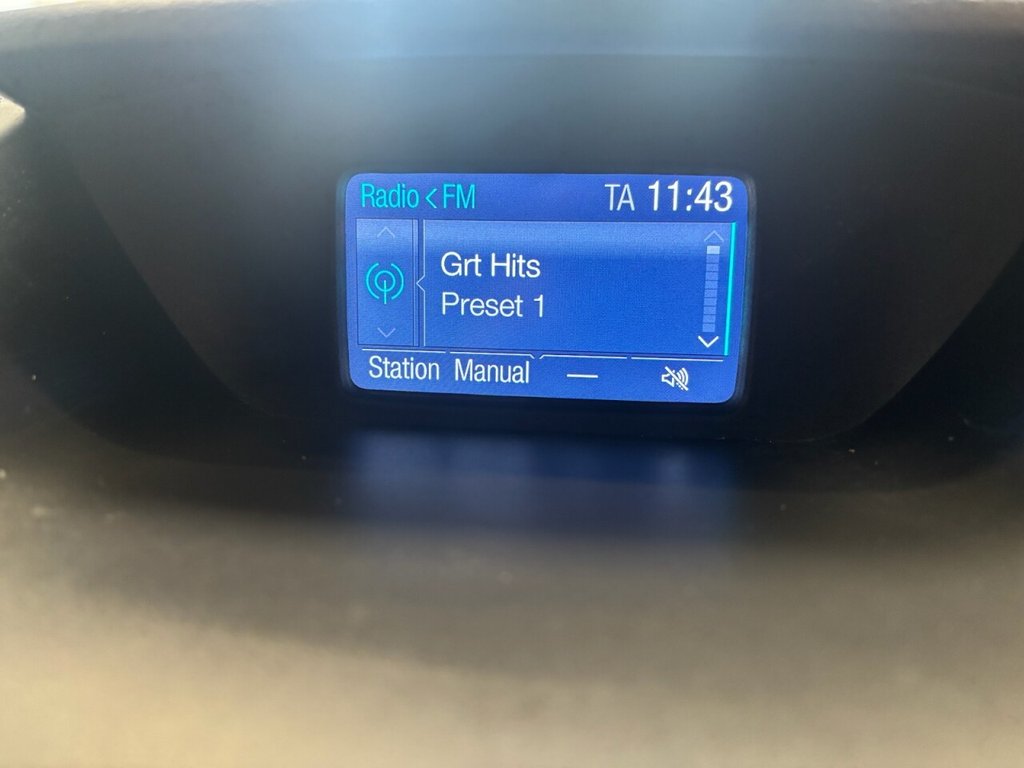 Radio < FM TA 11:43
Grt Hits
Preset 1
Station Manual —